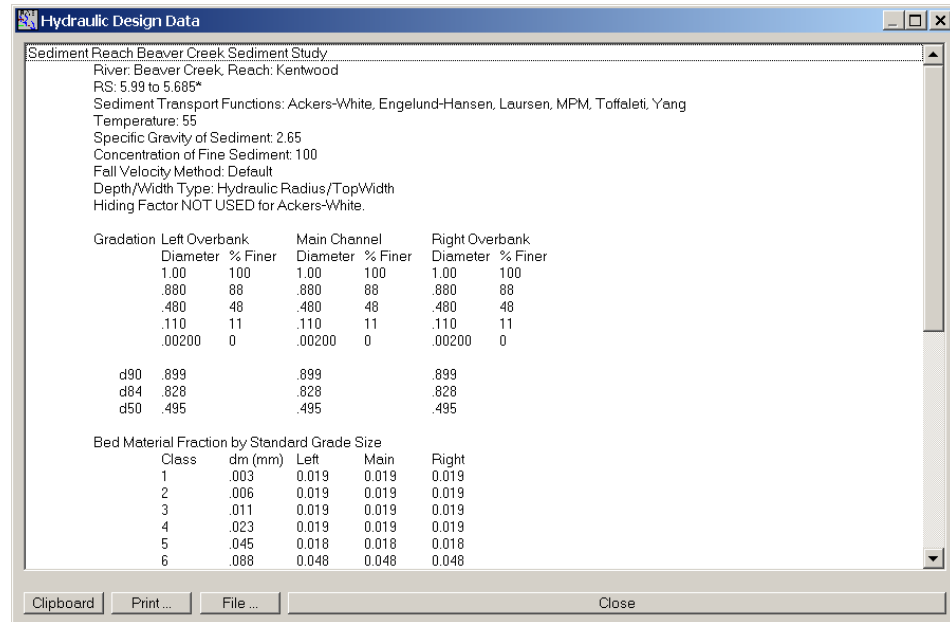 Hydraulic Design Data
Sediment Reach Beaver Creek Sediment Study
River: Beaver Creek, Reach: Kentwood
RS: 5.99 to 5.685*
Sediment Transport Functions: Ackers-White, Engelund-Hansen, Laursen, MPM, Toffaleti, Yang
Temperature: 55
Specific Gravity of Sediment: 2.65
Concentration of Fine Sediment: 100
Fall Velocity Method: Default
Depth/Width Type: Hydraulic Radius/TopWidth
Hiding Factor NOT USED for Ackers-White.
Gradation Left Overbank Main Channel Right Overbank
Diameter % Finer Diameter % Finer Diameter % Finer
1.00 100 1.00 100 1.00 100
.880 88 .880 88 .880 88
.480 48 .480 48 .480 48
.110 11 .110 11 .110 11
.00200 0 .00200 0 .00200 0
d90 .899 .899 .899
d84 .828 .828 .828
d50 .495 .495 .495
Bed Material Fraction by Standard Grade Size
Class dm (mm) Left Main Right
1 .003 0.019 0.019 0.019
2 .006 0.019 0.019 0.019
3 .011 0.019 0.019 0.019
4 .023 0.019 0.019 0.019
5 .045 0.018 0.018 0.018
6 .088 0.048 0.048 0.048
Clipboard Print ... File ... Close